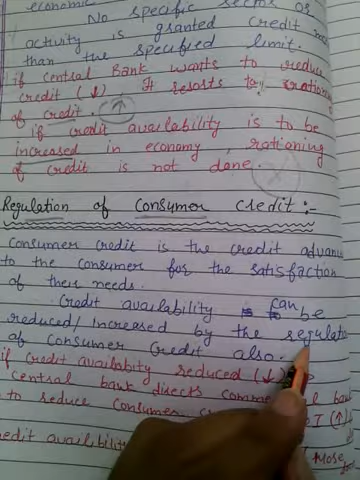 economic
No specific sector or
activity is granted credit more
than the specified limit.
if Central Bank wants to reduce
credit (↓), It resorts to rationing
of credit. (↑)
if credit availability is to be
increased in economy, rationing
of credit is not done.
Regulation of Consumer Credit :-
Consumer credit is the credit advance
to the consumer for the satisfaction
of their needs.
Credit availability can be
reduced/increased by the regulat
of Consumer Credit also.
if Credit availability reduced (↓)
Central bank directs comm bank
to reduce Consumer (↑)
credit availability